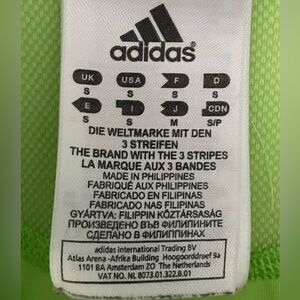 adidas
UK USA F D
S S S S
E I J CDN
S S M S/P
DIE WELTMARKE MIT DEN
3 STREIFEN
THE BRAND WITH THE 3 STRIPES
LA MARQUE AUX 3 BANDES
MADE IN PHILIPPINES
FABRIQUÉ AUX PHILIPPINES
FABRICADO EN FILIPINAS
FABRICADO NAS FILIPINAS
GYÁRTVA: FILIPPIN KÖZTÁRSASÁG
ПРОИЗВЕДЕНО ВЪВ ФИЛИПИНИТЕ
СДЕЛАНО В ФИЛИППИНАХ
adidas International Trading BV
Atlas Arena -Afrika Building Hoogoorddreef 9a
1101 BA Amsterdam ZO The Netherlands
VAT NO. NL 8073.01.322.B.01